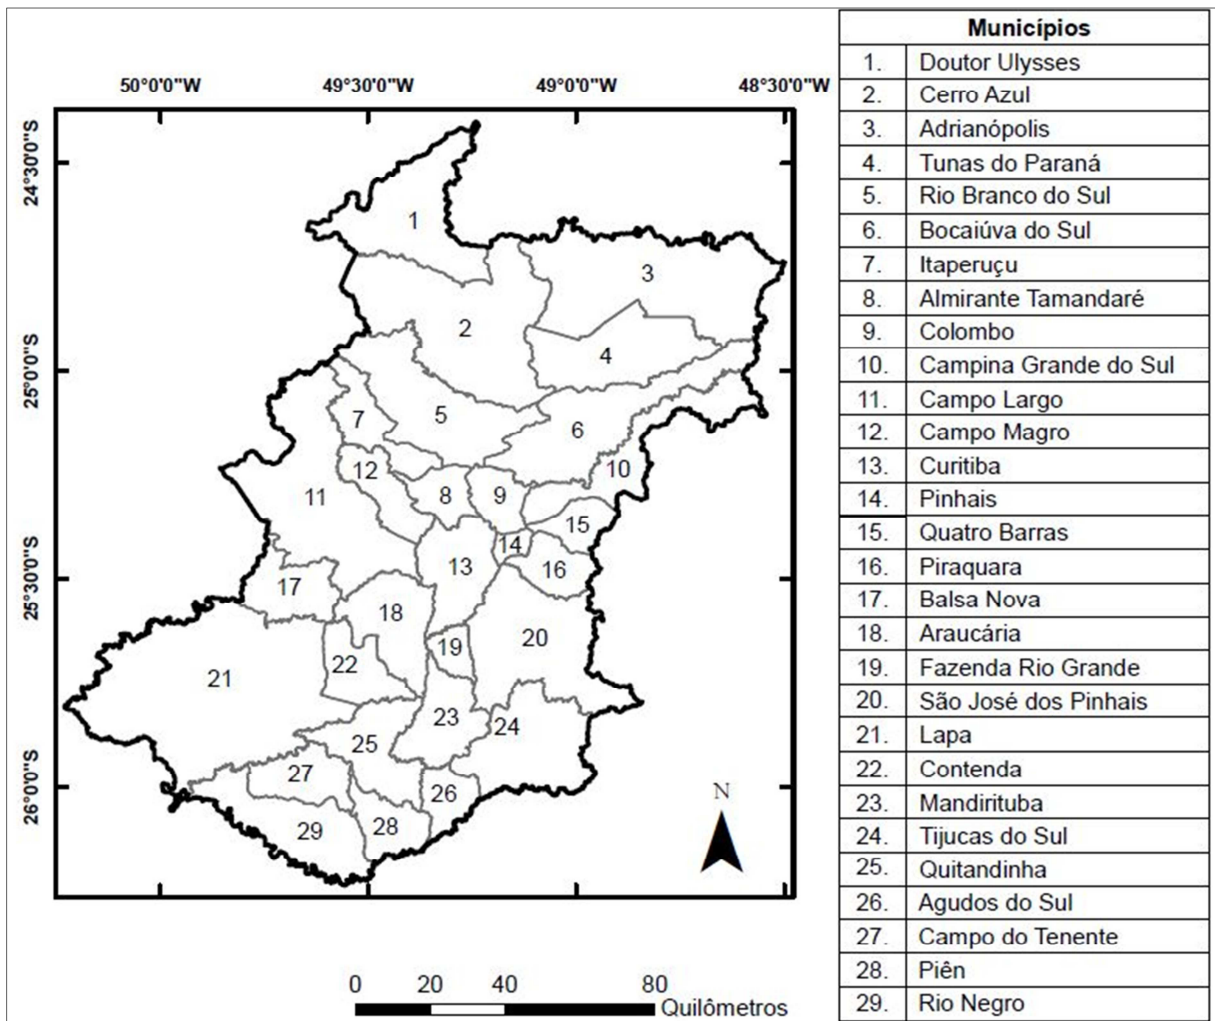 Municípios
1. Doutor Ulysses
2. Cerro Azul
3. Adrianópolis
4. Tunas do Paraná
5. Rio Branco do Sul
6. Bocaiúva do Sul
7. Itaperuçu
8. Almirante Tamandaré
9. Colombo
10. Campina Grande do Sul
11. Campo Largo
12. Campo Magro
13. Curitiba
14. Pinhais
15. Quatro Barras
16. Piraquara
17. Balsa Nova
18. Araucária
19. Fazenda Rio Grande
20. São José dos Pinhais
21. Lapa
22. Contenda
23. Mandirituba
24. Tijucas do Sul
25. Quitandinha
26. Agudos do Sul
27. Campo do Tenente
28. Piên
29. Rio Negro
50°0'0"W 49°30'0"W 49°0'0"W 48°30'0"W
24°30'0"S
25°0'0"S
25°30'0"S
26°0'0"S
1
3
2
4
5
7
6
12
10
11
8
9
15
14
13
16
17
18
20
19
22
21
23
24
25
27
26
28
29
N
0 20 40 80
Quilômetros